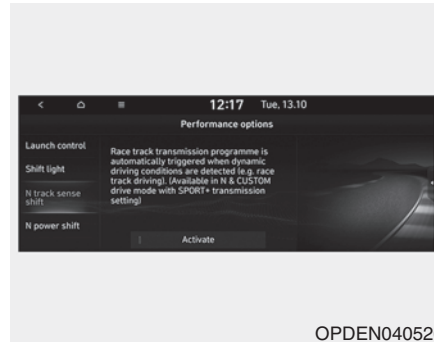 12:17 Tue, 13.10
Performance options
Launch control
Shift light
N track sense
shift
N power shift
Race track transmission programme is
automatically triggered when dynamic
driving conditions are detected (e.g. race
track driving). (Available in N & CUSTOM
drive mode with SPORT+ transmission
setting)
Activate
OPDEN04052